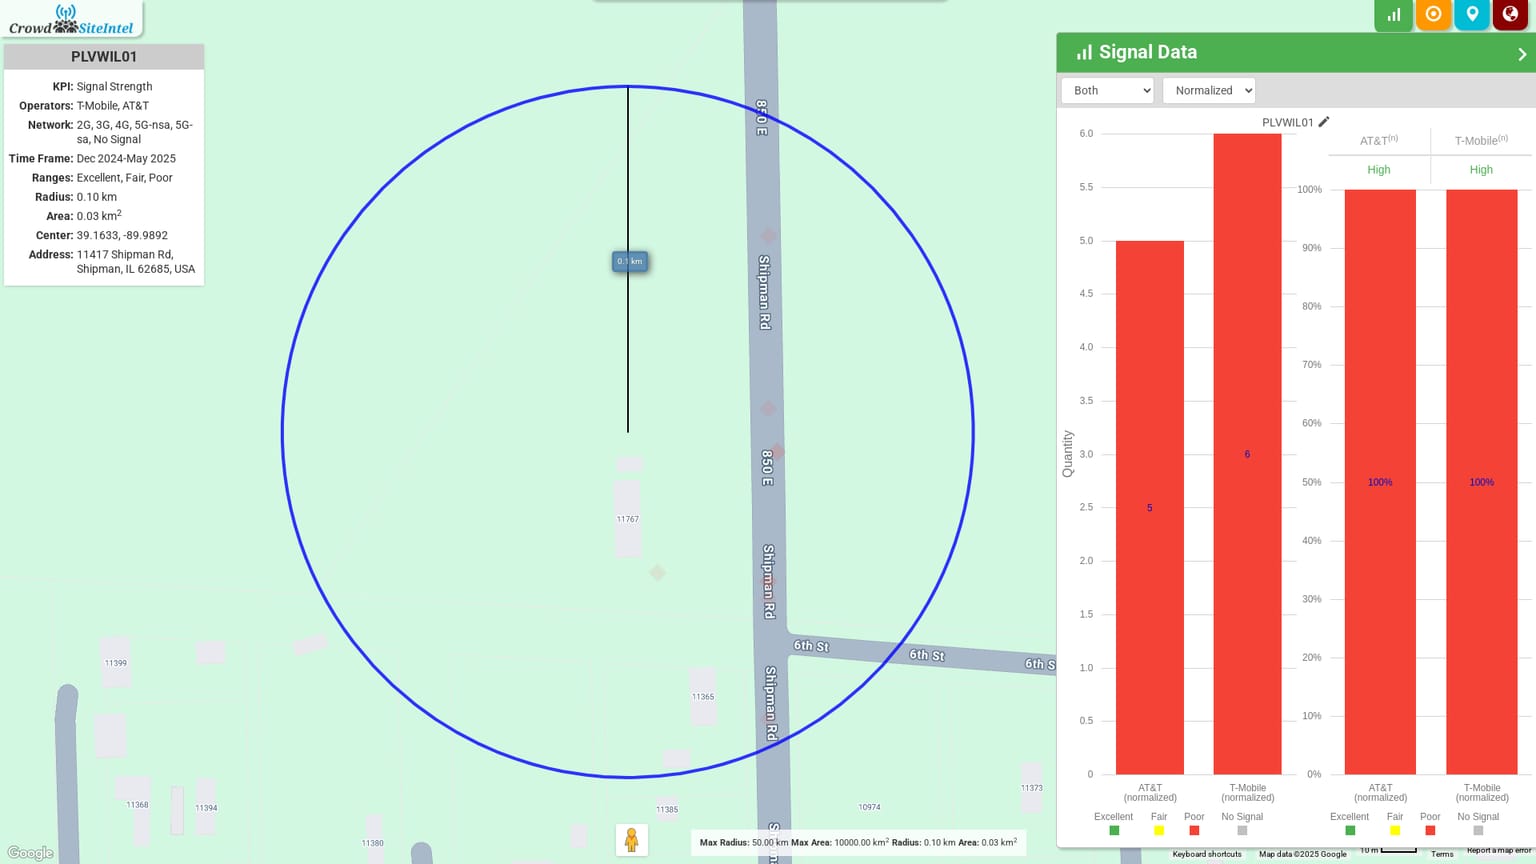 Crowd SiteIntel
PLVWIL01
KPI: Signal Strength
Operators: T-Mobile, AT&T
Network: 2G, 3G, 4G, 5G-nsa, 5G-
sa, No Signal
Time Frame: Dec 2024-May 2025
Ranges: Excellent, Fair, Poor
Radius: 0.10 km
Area: 0.03 km²
Center: 39.1633, -89.9892
Address: 11417 Shipman Rd,
Shipman, IL 62685, USA
850 E
0.1 km
Shipman Rd
850 E
11767
Shipman Rd
6th St
6th St
6th S
11399
11365
Shipman Rd
11368
11394
11385
10974
11373
11380
Google
Max Radius: 50.00 km Max Area: 10000.00 km² Radius: 0.10 km Area: 0.03 km²
Signal Data
Both
Normalized
PLVWIL01
6.0
5.5
5.0
4.5
4.0
3.5
3.0
2.5
2.0
1.5
1.0
0.5
0
Quantity
5
6
AT&T
(normalized)
T-Mobile
(normalized)
Excellent Fair Poor No Signal
AT&T(n)
T-Mobile(n)
High
High
100%
90%
80%
70%
60%
50%
40%
30%
20%
10%
0%
100%
100%
AT&T
(normalized)
T-Mobile
(normalized)
Excellent Fair Poor No Signal
Keyboard shortcuts
Map data ©2025 Google
10 m
Terms
Report a map error